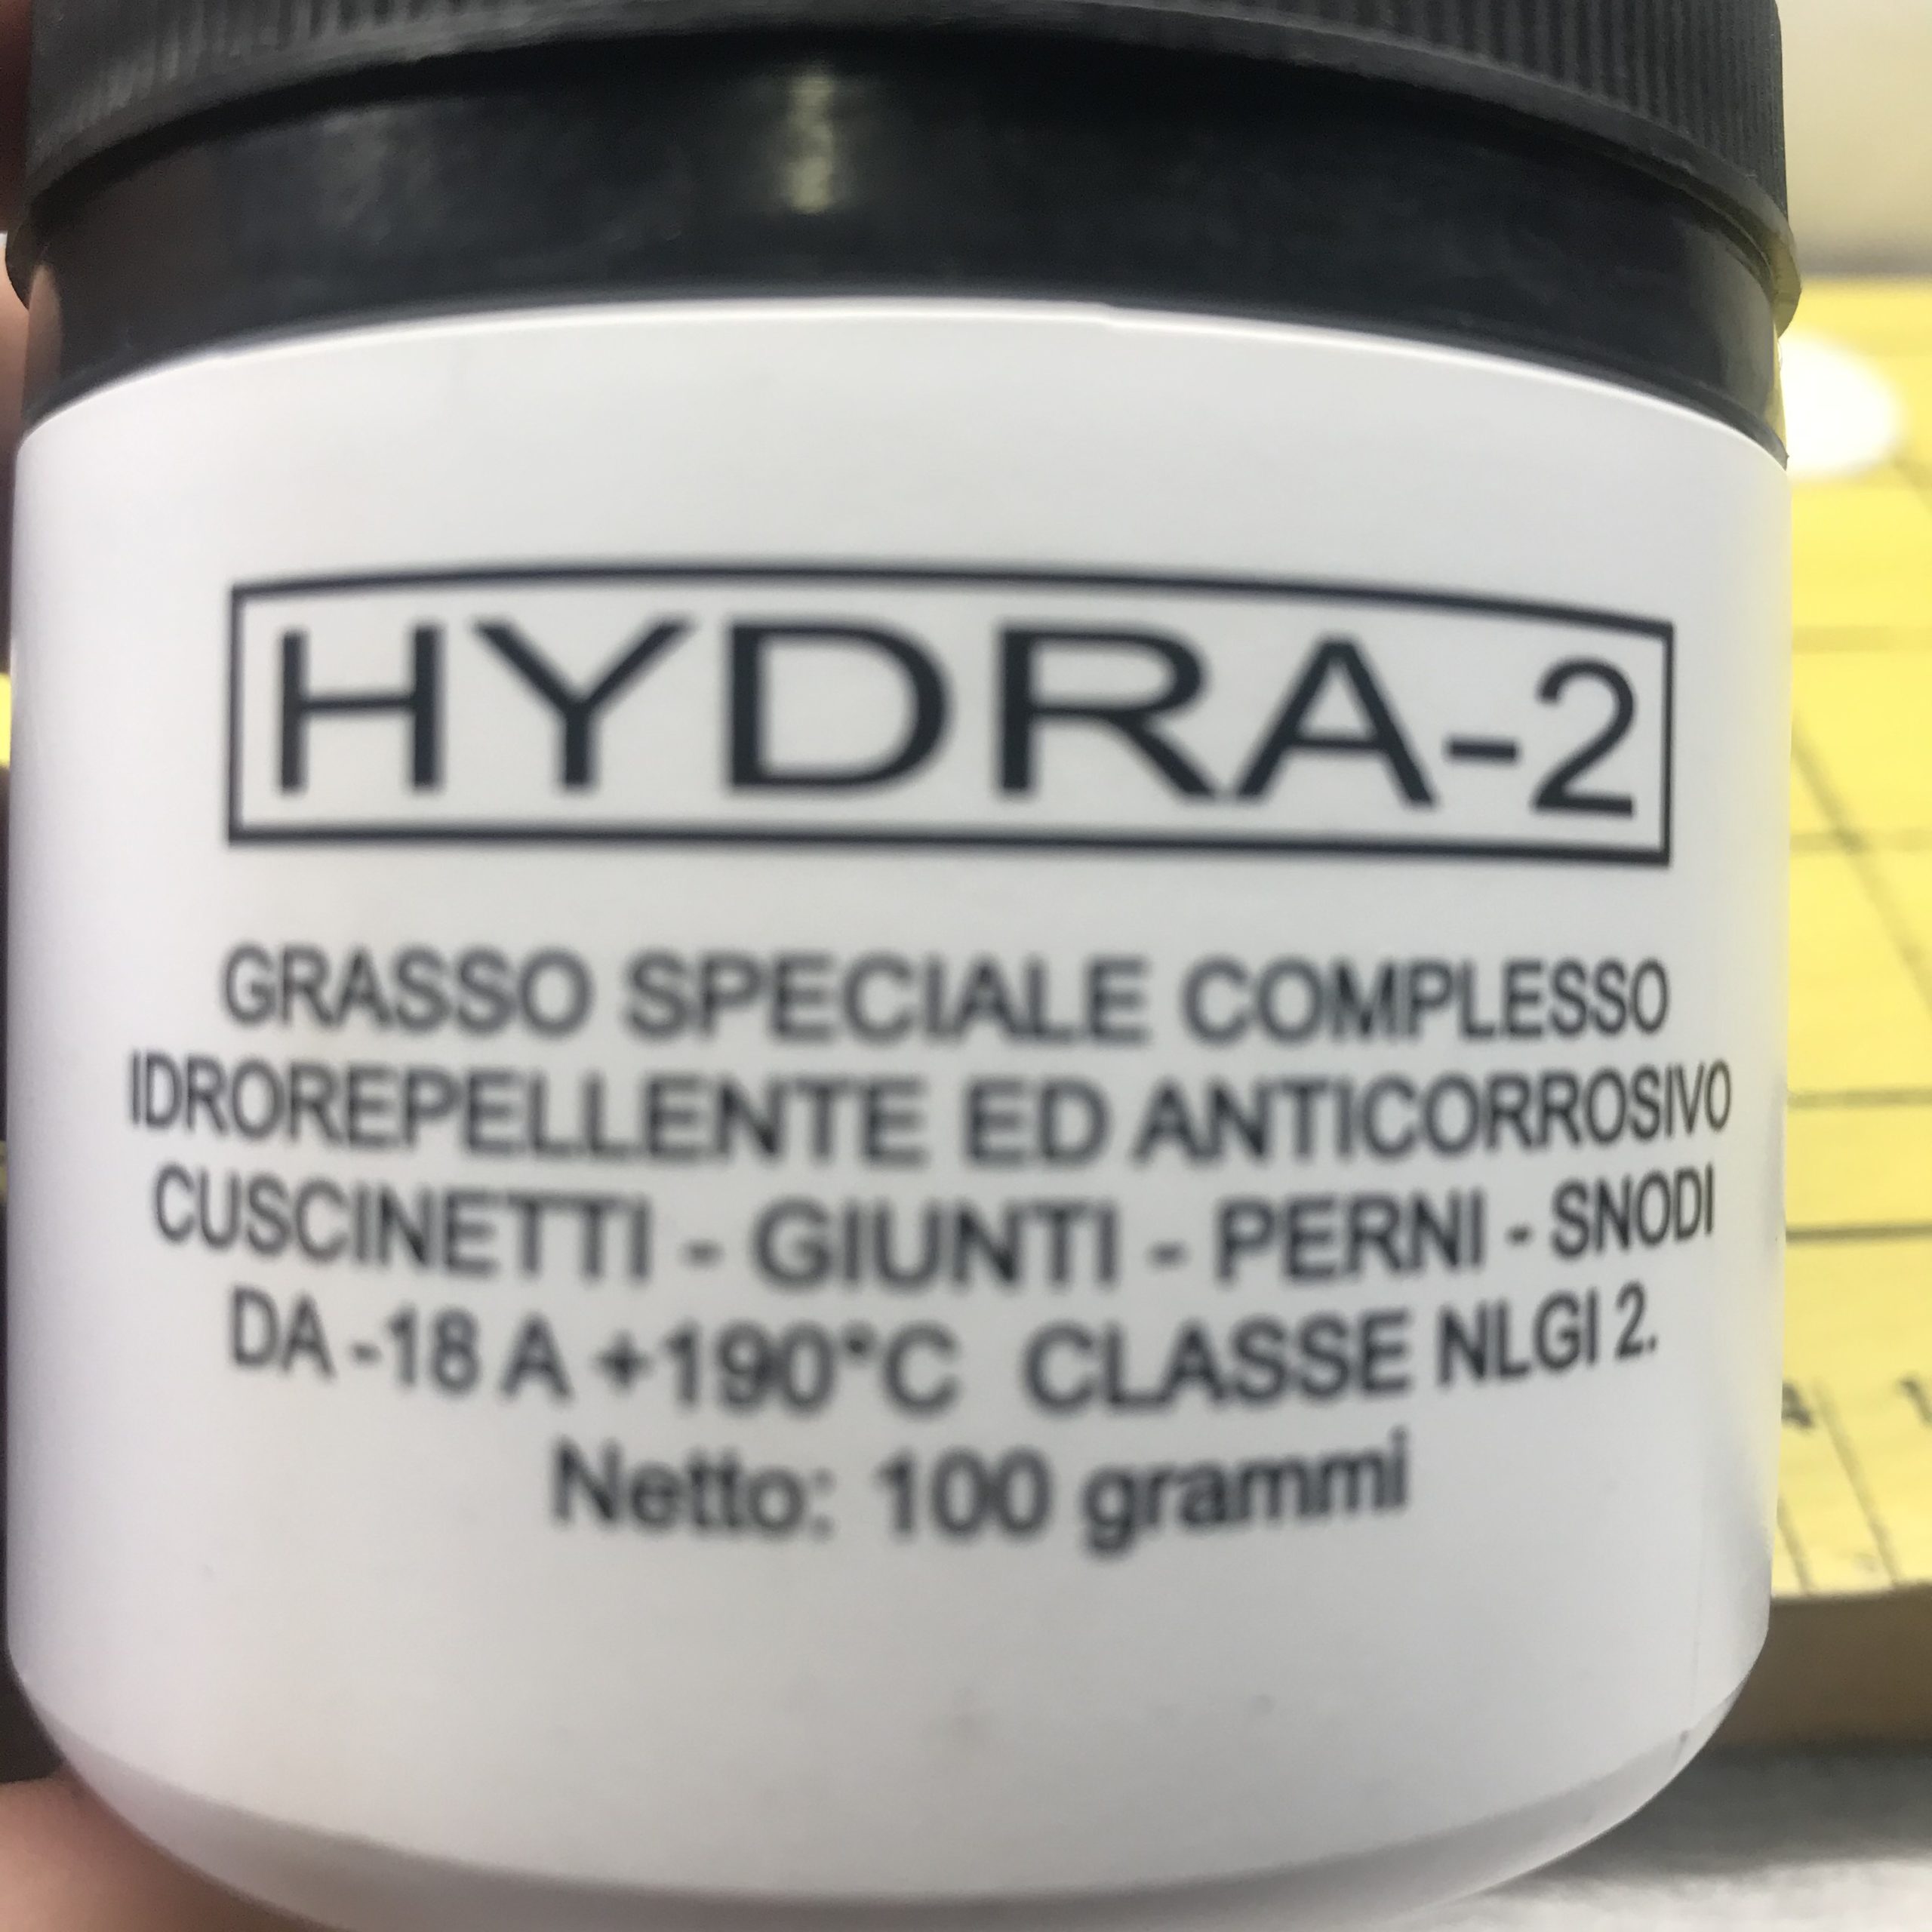 HYDRA-2
GRASSO SPECIALE COMPLESSO
IDROREPELLENTE ED ANTICORROSIVO
CUSCINETTI - GIUNTI - PERNI - SNODI
DA -18 A +190°C CLASSE NLGI 2.
Netto: 100 grammi